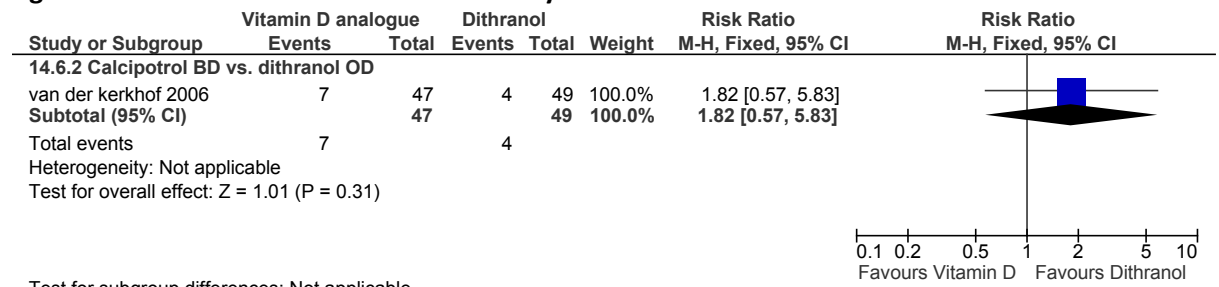 Vitamin D analogue Dithranol Risk Ratio Risk Ratio
Study or Subgroup Events Total Events Total Weight M-H, Fixed, 95% CI M-H, Fixed, 95% CI
14.6.2 Calcipotrol BD vs. dithranol OD
van der kerkhof 2006 7 47 4 49 100.0% 1.82 [0.57, 5.83]
Subtotal (95% CI) 47 49 100.0% 1.82 [0.57, 5.83]
Total events 7 4
Heterogeneity: Not applicable
Test for overall effect: Z = 1.01 (P = 0.31)
0.1 0.2 0.5 1 2 5 10
Favours Vitamin D Favours Dithranol
Test for subgroup differences: Not applicable